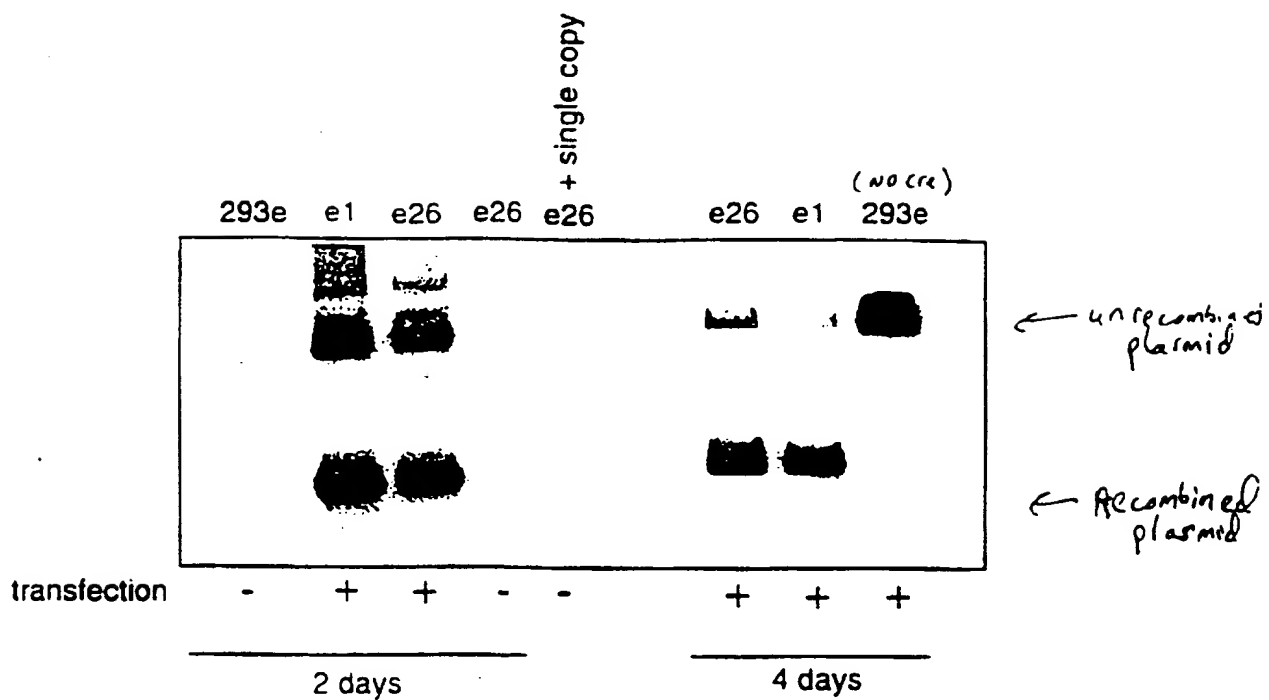 + single copy
(no cre)
293e e1 e26 e26 e26 e26 e1 293e
← unrecombined
plasmid
← Recombined
plasmid
transfection - + + - - + + +
2 days 4 days